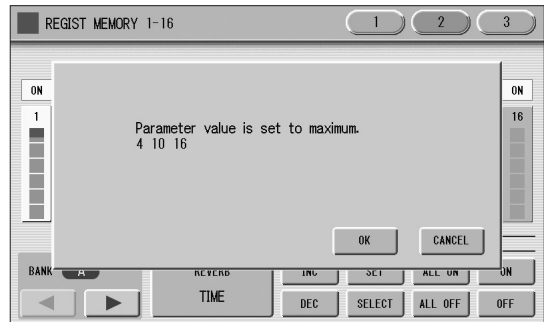 REGIST MEMORY 1-16
1
2
3
ON
ON
1
16
Parameter value is set to maximum.
4 10 16
OK
CANCEL
BANK
A
REVERB
TIME
INC
SET
ALL ON
ON
DEC
SELECT
ALL OFF
OFF